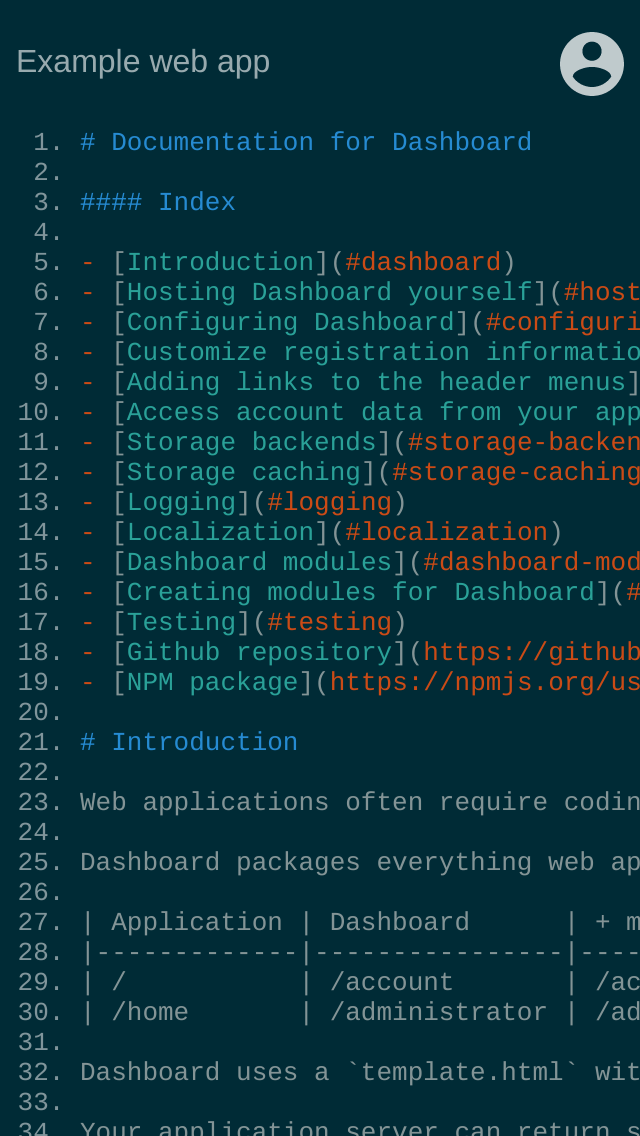 Example web app
1. # Documentation for Dashboard
2.
3. #### Index
4.
5. - [Introduction](#dashboard)
6. - [Hosting Dashboard yourself](#host
7. - [Configuring Dashboard](#configuri
8. - [Customize registration informatio
9. - [Adding links to the header menus]
10. - [Access account data from your app
11. - [Storage backends](#storage-backen
12. - [Storage caching](#storage-caching
13. - [Logging](#logging)
14. - [Localization](#localization)
15. - [Dashboard modules](#dashboard-mod
16. - [Creating modules for Dashboard](#
17. - [Testing](#testing)
18. - [Github repository](https://github
19. - [NPM package](https://npmjs.org/us
20.
21. # Introduction
22.
23. Web applications often require codin
24.
25. Dashboard packages everything web ap
26.
27. | Application | Dashboard      | + m
28. |-------------|----------------|----
29. | /           | /account       | /ac
30. | /home       | /administrator | /ad
31.
32. Dashboard uses a `template.html` wit
33.
34. Your application server can return s